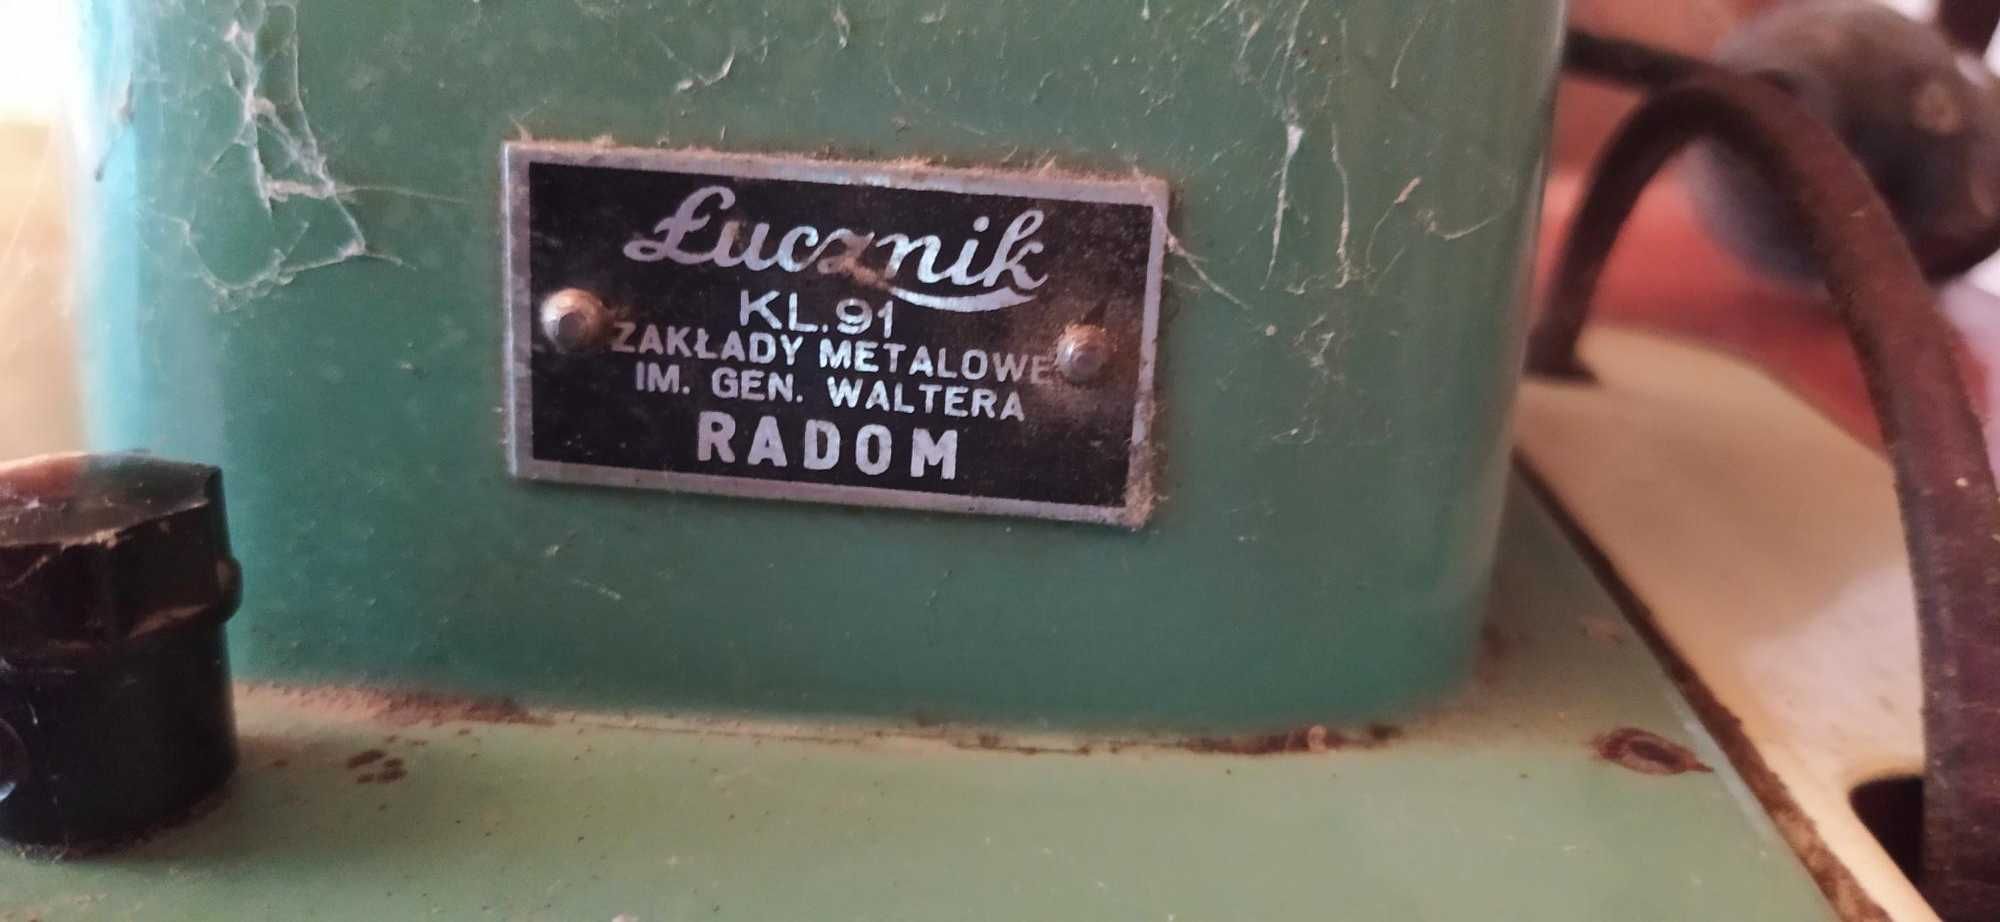 Łucznik
KL.91
ZAKŁADY METALOWE
IM. GEN. WALTERA
RADOM